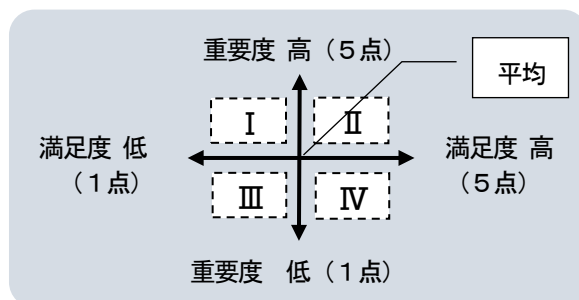 重要度 高（５点）
平均
Ⅰ Ⅱ
満足度 低
（１点）
満足度 高
（５点）
Ⅲ Ⅳ
重要度 低（１点）